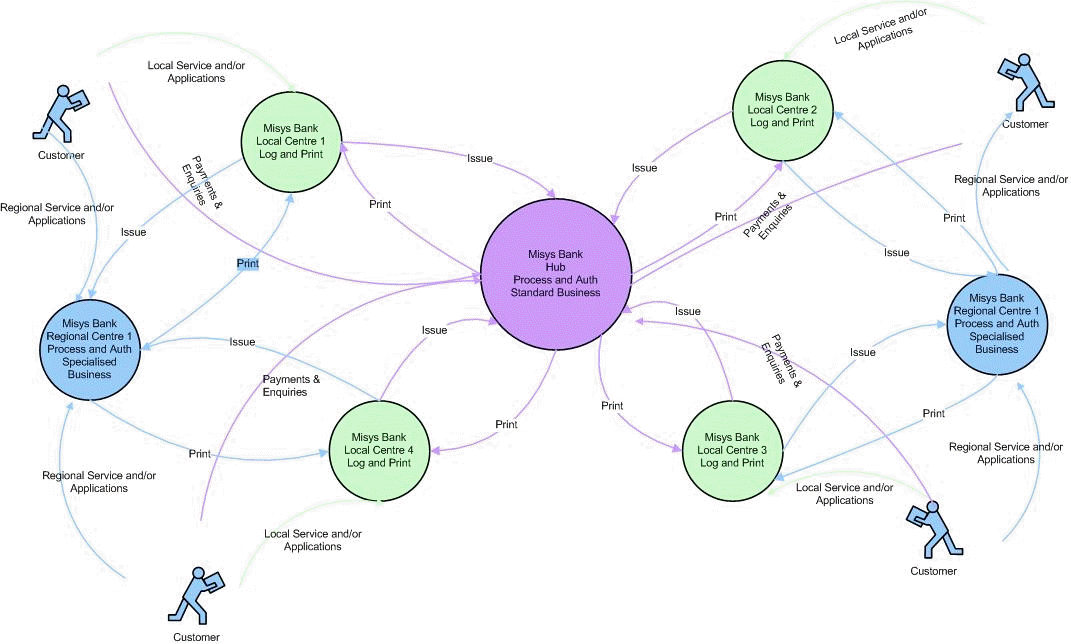 Local Service and/or
Applications
Customer
Misys Bank
Local Centre 1
Log and Print
Payments &
Enquiries
Regional Service and/or
Applications
Issue
Print
Issue
Print
Misys Bank
Regional Centre 1
Process and Auth
Specialised
Business
Issue
Payments &
Enquiries
Print
Regional Service and/or
Applications
Misys Bank
Local Centre 4
Log and Print
Issue
Print
Local Service and/or
Applications
Customer
Misys Bank
Hub
Process and Auth
Standard Business
Local Service and/or
Applications
Misys Bank
Local Centre 2
Log and Print
Customer
Issue
Print
Payments &
Enquiries
Regional Service and/or
Applications
Print
Issue
Misys Bank
Regional Centre 1
Process and Auth
Specialised
Business
Issue
Payments &
Enquiries
Issue
Print
Print
Misys Bank
Local Centre 3
Log and Print
Regional Service and/or
Applications
Local Service and/or
Applications
Customer